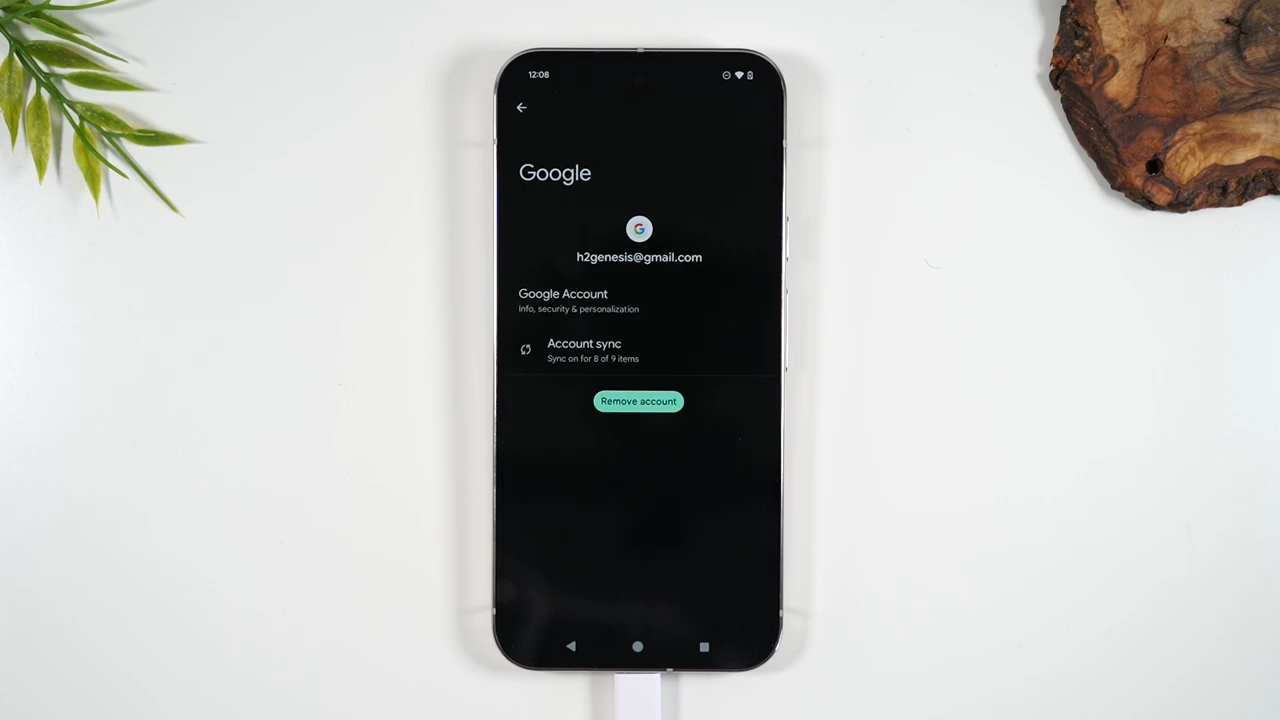 12:08
Google
G
h2genesis@gmail.com
Google Account
Info, security & personalization
Account sync
Sync on for 8 of 9 items
Remove account